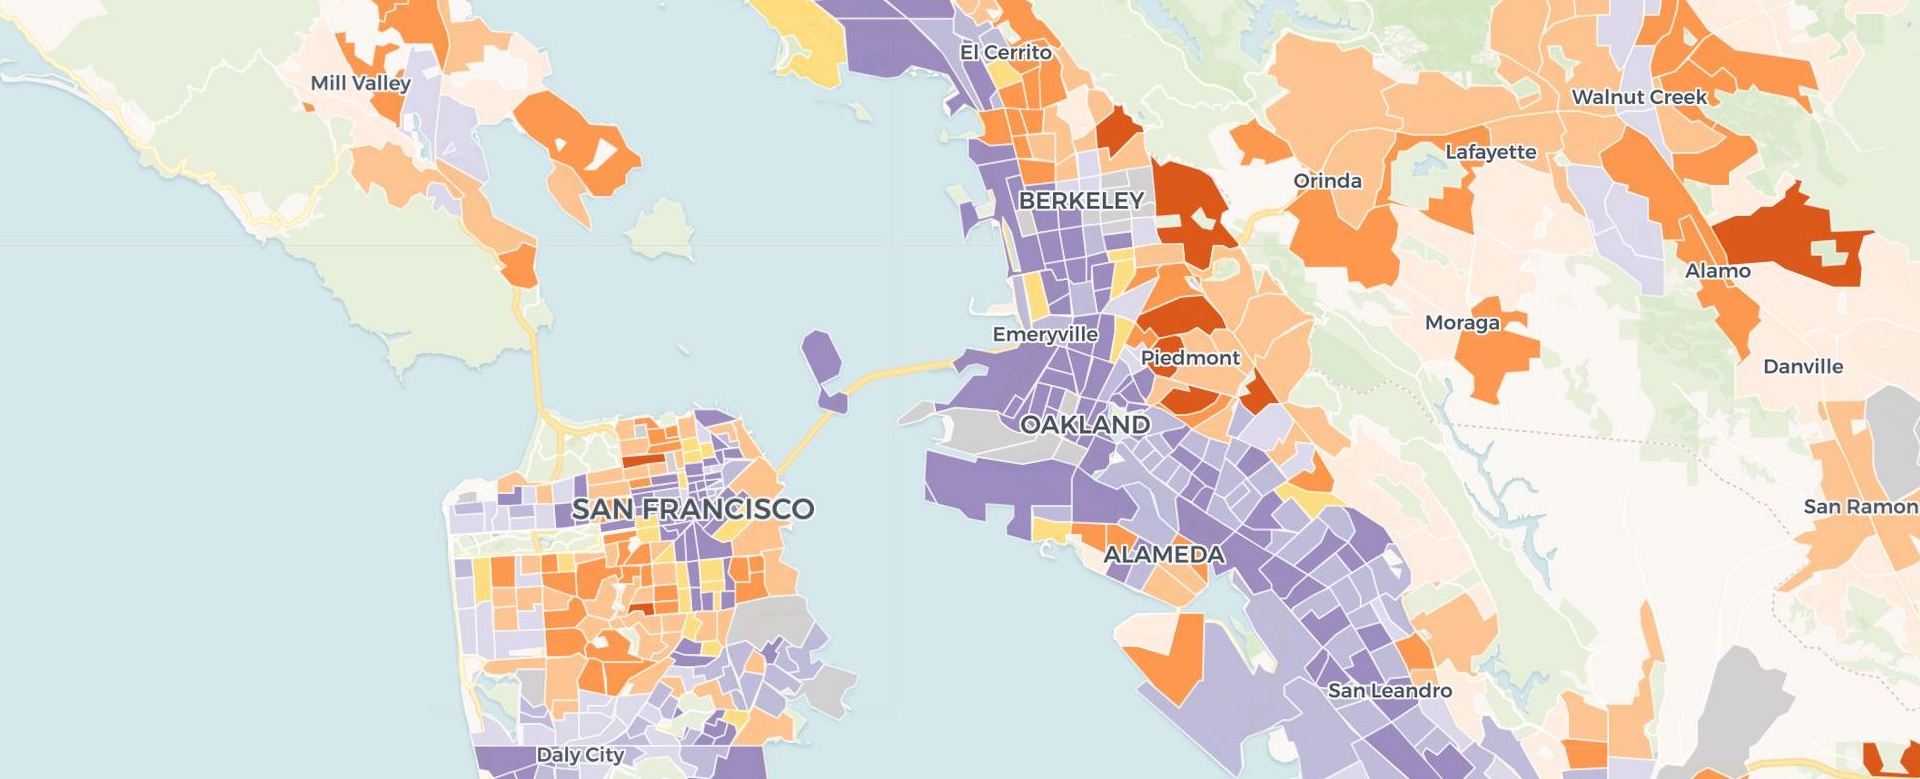 El Cerrito
Mill Valley
Walnut Creek
Lafayette
Orinda
BERKELEY
Alamo
Moraga
Emeryville
Piedmont
Danville
OAKLAND
SAN FRANCISCO
San Ramon
ALAMEDA
San Leandro
Daly City